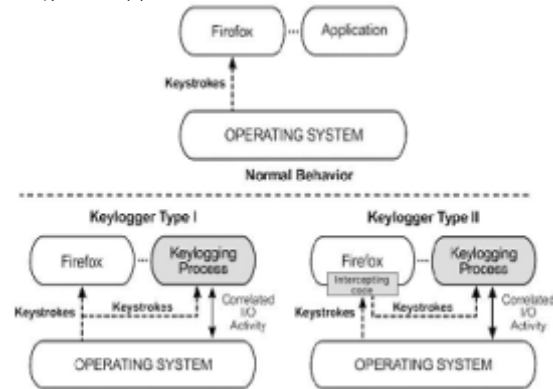 Firefox ... Application
Keystrokes
OPERATING SYSTEM
Normal Behavior
Keylogger Type I
Firefox ... Keylogging Process
Keystrokes
Keystrokes
Correlated
I/O
Activity
OPERATING SYSTEM
Keylogger Type II
Firefox ... Keylogging Process
Intercepting
code
Keystrokes
Keystrokes
Correlated
I/O
Activity
OPERATING SYSTEM